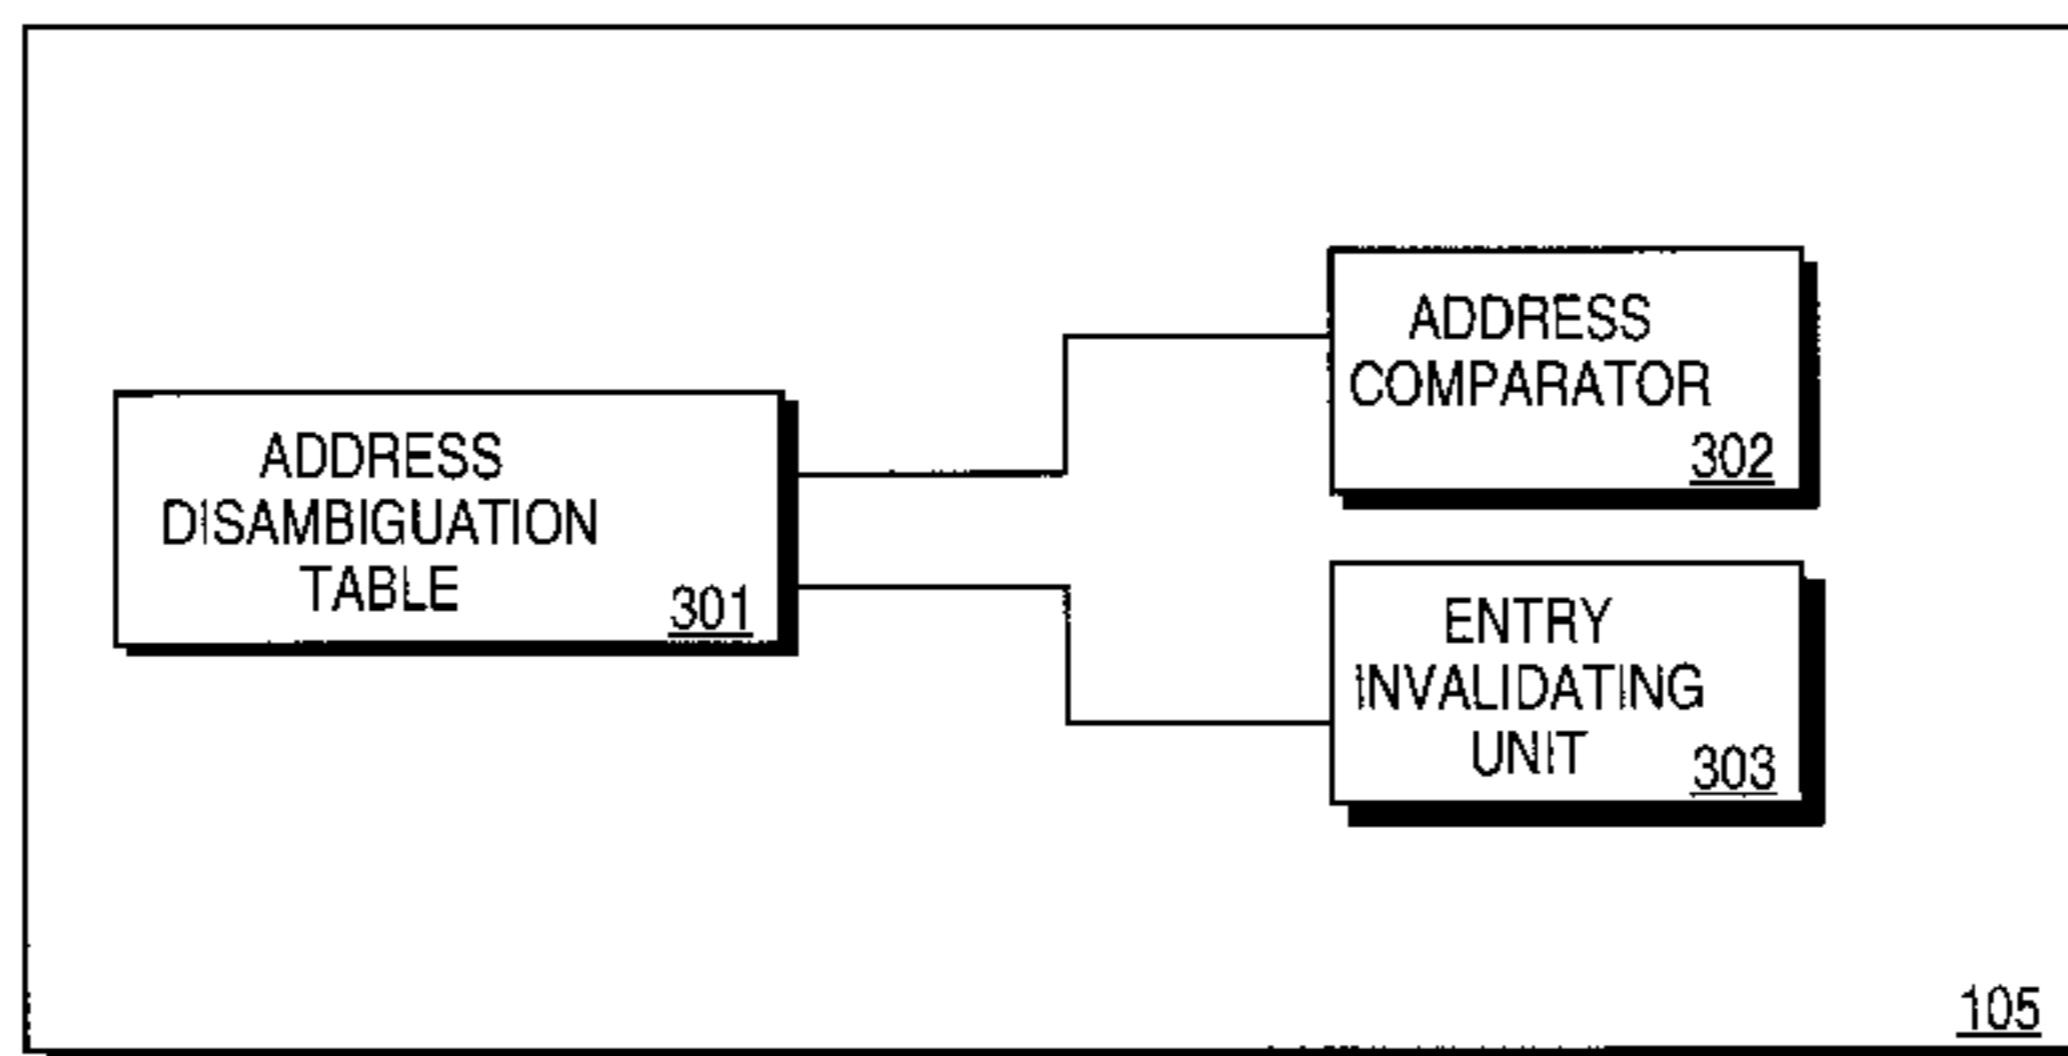 ADDRESS
DISAMBIGUATION
TABLE
301
ADDRESS
COMPARATOR
302
ENTRY
INVALIDATING
UNIT
303
105